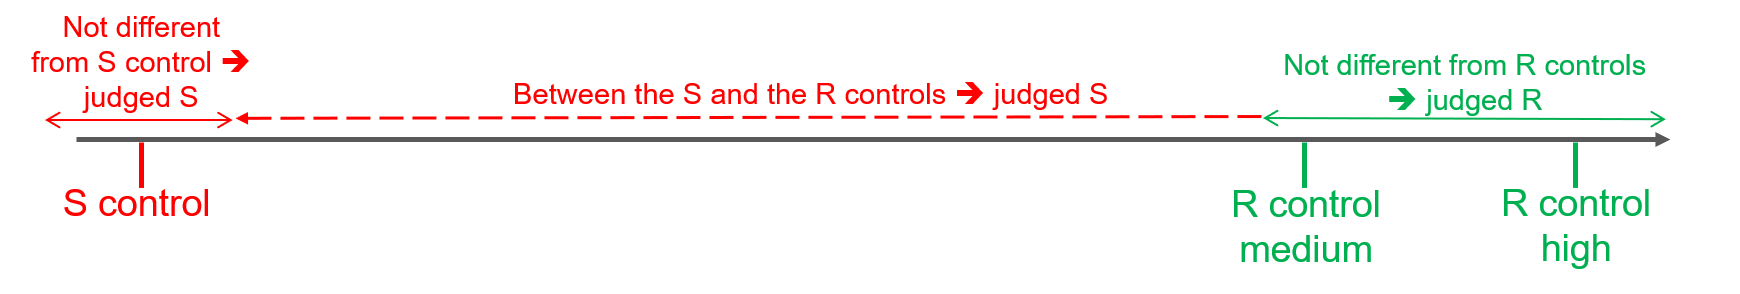 Not different
from S control ➔
judged S
Between the S and the R controls ➔ judged S
Not different from R controls
➔ judged R
S control
R control
medium
R control
high